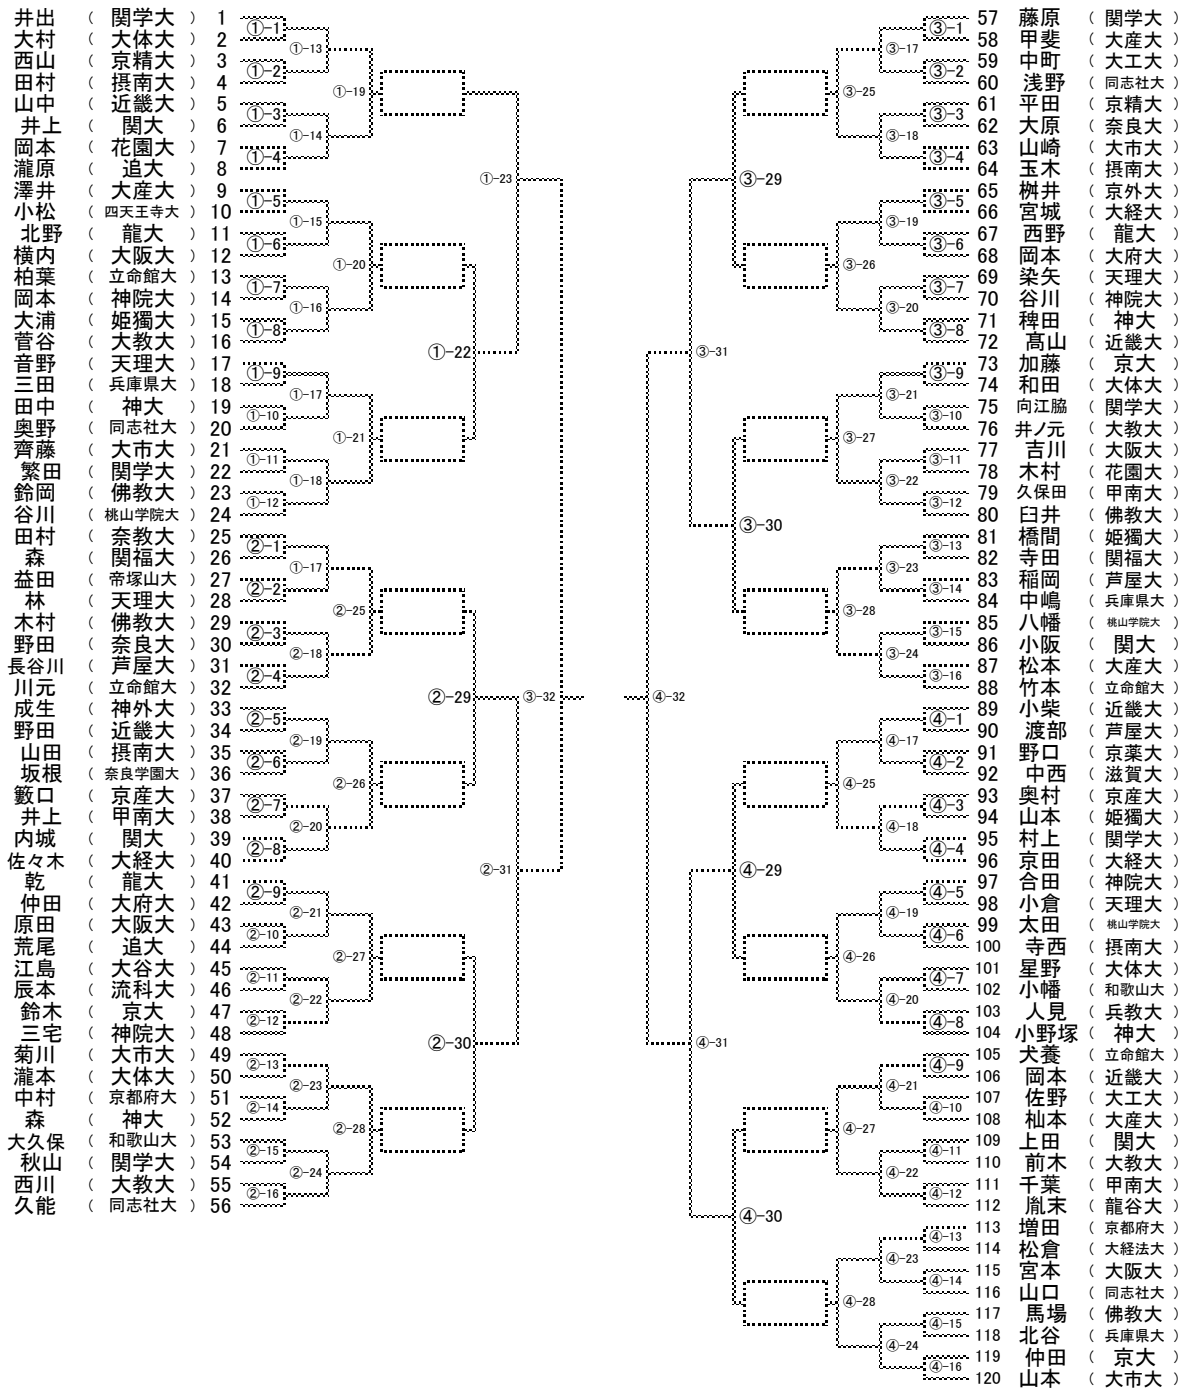 井出 （ 関学大 ） 1
大村 （ 大体大 ） 2
西山 （ 京精大 ） 3
田村 （ 摂南大 ） 4
山中 （ 近畿大 ） 5
井上 （ 関大 ） 6
岡本 （ 花園大 ） 7
瀧原 （ 追大 ） 8
澤井 （ 大産大 ） 9
小松 （ 四天王寺大 ） 10
北野 （ 龍大 ） 11
横内 （ 大阪大 ） 12
柏葉 （ 立命館大 ） 13
岡本 （ 神院大 ） 14
大浦 （ 姫獨大 ） 15
菅谷 （ 大教大 ） 16
音野 （ 天理大 ） 17
三田 （ 兵庫県大 ） 18
田中 （ 神大 ） 19
奥野 （ 同志社大 ） 20
齊藤 （ 大市大 ） 21
繁田 （ 関学大 ） 22
鈴岡 （ 佛教大 ） 23
谷川 （ 桃山学院大 ） 24
田村 （ 奈教大 ） 25
森 （ 関福大 ） 26
益田 （ 帝塚山大 ） 27
林 （ 天理大 ） 28
木村 （ 佛教大 ） 29
野田 （ 奈良大 ） 30
長谷川 （ 芦屋大 ） 31
川元 （ 立命館大 ） 32
成生 （ 神外大 ） 33
野田 （ 近畿大 ） 34
山田 （ 摂南大 ） 35
坂根 （ 奈良学園大 ） 36
籔口 （ 京産大 ） 37
井上 （ 甲南大 ） 38
内城 （ 関大 ） 39
佐々木 （ 大経大 ） 40
乾 （ 龍大 ） 41
仲田 （ 大府大 ） 42
原田 （ 大阪大 ） 43
荒尾 （ 追大 ） 44
江島 （ 大谷大 ） 45
辰本 （ 流科大 ） 46
鈴木 （ 京大 ） 47
三宅 （ 神院大 ） 48
菊川 （ 大市大 ） 49
瀧本 （ 大体大 ） 50
中村 （ 京都府大 ） 51
森 （ 神大 ） 52
大久保 （ 和歌山大 ） 53
秋山 （ 関学大 ） 54
西川 （ 大教大 ） 55
久能 （ 同志社大 ） 56
①-1
①-2
①-3
①-4
①-5
①-6
①-7
①-8
①-9
①-10
①-11
①-12
②-1
②-2
②-3
②-4
②-5
②-6
②-7
②-8
②-9
②-10
②-11
②-12
②-13
②-14
②-15
②-16
①-13
①-14
①-15
①-16
①-17
①-18
①-17
②-18
②-19
②-20
②-21
②-22
②-23
②-24
①-19
①-20
①-21
②-25
②-26
②-27
②-28
①-22
②-29
②-30
①-23
②-31
③-32
④-32
③-31
④-31
③-29
③-30
④-29
④-30
③-25
③-26
③-27
③-28
④-25
④-26
④-27
④-28
③-17
③-18
③-19
③-20
③-21
③-22
③-23
③-24
④-17
④-18
④-19
④-20
④-21
④-22
④-23
④-24
③-1
③-2
③-3
③-4
③-5
③-6
③-7
③-8
③-9
③-10
③-11
③-12
③-13
③-14
③-15
③-16
④-1
④-2
④-3
④-4
④-5
④-6
④-7
④-8
④-9
④-10
④-11
④-12
④-13
④-14
④-15
④-16
57 藤原 （ 関学大 ）
58 甲斐 （ 大産大 ）
59 中町 （ 大工大 ）
60 浅野 （ 同志社大 ）
61 平田 （ 京精大 ）
62 大原 （ 奈良大 ）
63 山崎 （ 大市大 ）
64 玉木 （ 摂南大 ）
65 桝井 （ 京外大 ）
66 宮城 （ 大経大 ）
67 西野 （ 龍大 ）
68 岡本 （ 大府大 ）
69 染矢 （ 天理大 ）
70 谷川 （ 神院大 ）
71 稗田 （ 神大 ）
72 髙山 （ 近畿大 ）
73 加藤 （ 京大 ）
74 和田 （ 大体大 ）
75 向江脇 （ 関学大 ）
76 井ノ元 （ 大教大 ）
77 吉川 （ 大阪大 ）
78 木村 （ 花園大 ）
79 久保田 （ 甲南大 ）
80 臼井 （ 佛教大 ）
81 橋間 （ 姫獨大 ）
82 寺田 （ 関福大 ）
83 稲岡 （ 芦屋大 ）
84 中嶋 （ 兵庫県大 ）
85 八幡 （ 桃山学院大 ）
86 小阪 （ 関大 ）
87 松本 （ 大産大 ）
88 竹本 （ 立命館大 ）
89 小柴 （ 近畿大 ）
90 渡部 （ 芦屋大 ）
91 野口 （ 京薬大 ）
92 中西 （ 滋賀大 ）
93 奥村 （ 京産大 ）
94 山本 （ 姫獨大 ）
95 村上 （ 関学大 ）
96 京田 （ 大経大 ）
97 合田 （ 神院大 ）
98 小倉 （ 天理大 ）
99 太田 （ 桃山学院大 ）
100 寺西 （ 摂南大 ）
101 星野 （ 大体大 ）
102 小幡 （ 和歌山大 ）
103 人見 （ 兵教大 ）
104 小野塚 （ 神大 ）
105 犬養 （ 立命館大 ）
106 岡本 （ 近畿大 ）
107 佐野 （ 大工大 ）
108 杣本 （ 大産大 ）
109 上田 （ 関大 ）
110 前木 （ 大教大 ）
111 千葉 （ 甲南大 ）
112 胤末 （ 龍谷大 ）
113 増田 （ 京都府大 ）
114 松倉 （ 大経法大 ）
115 宮本 （ 大阪大 ）
116 山口 （ 同志社大 ）
117 馬場 （ 佛教大 ）
118 北谷 （ 兵庫県大 ）
119 仲田 （ 京大 ）
120 山本 （ 大市大 ）